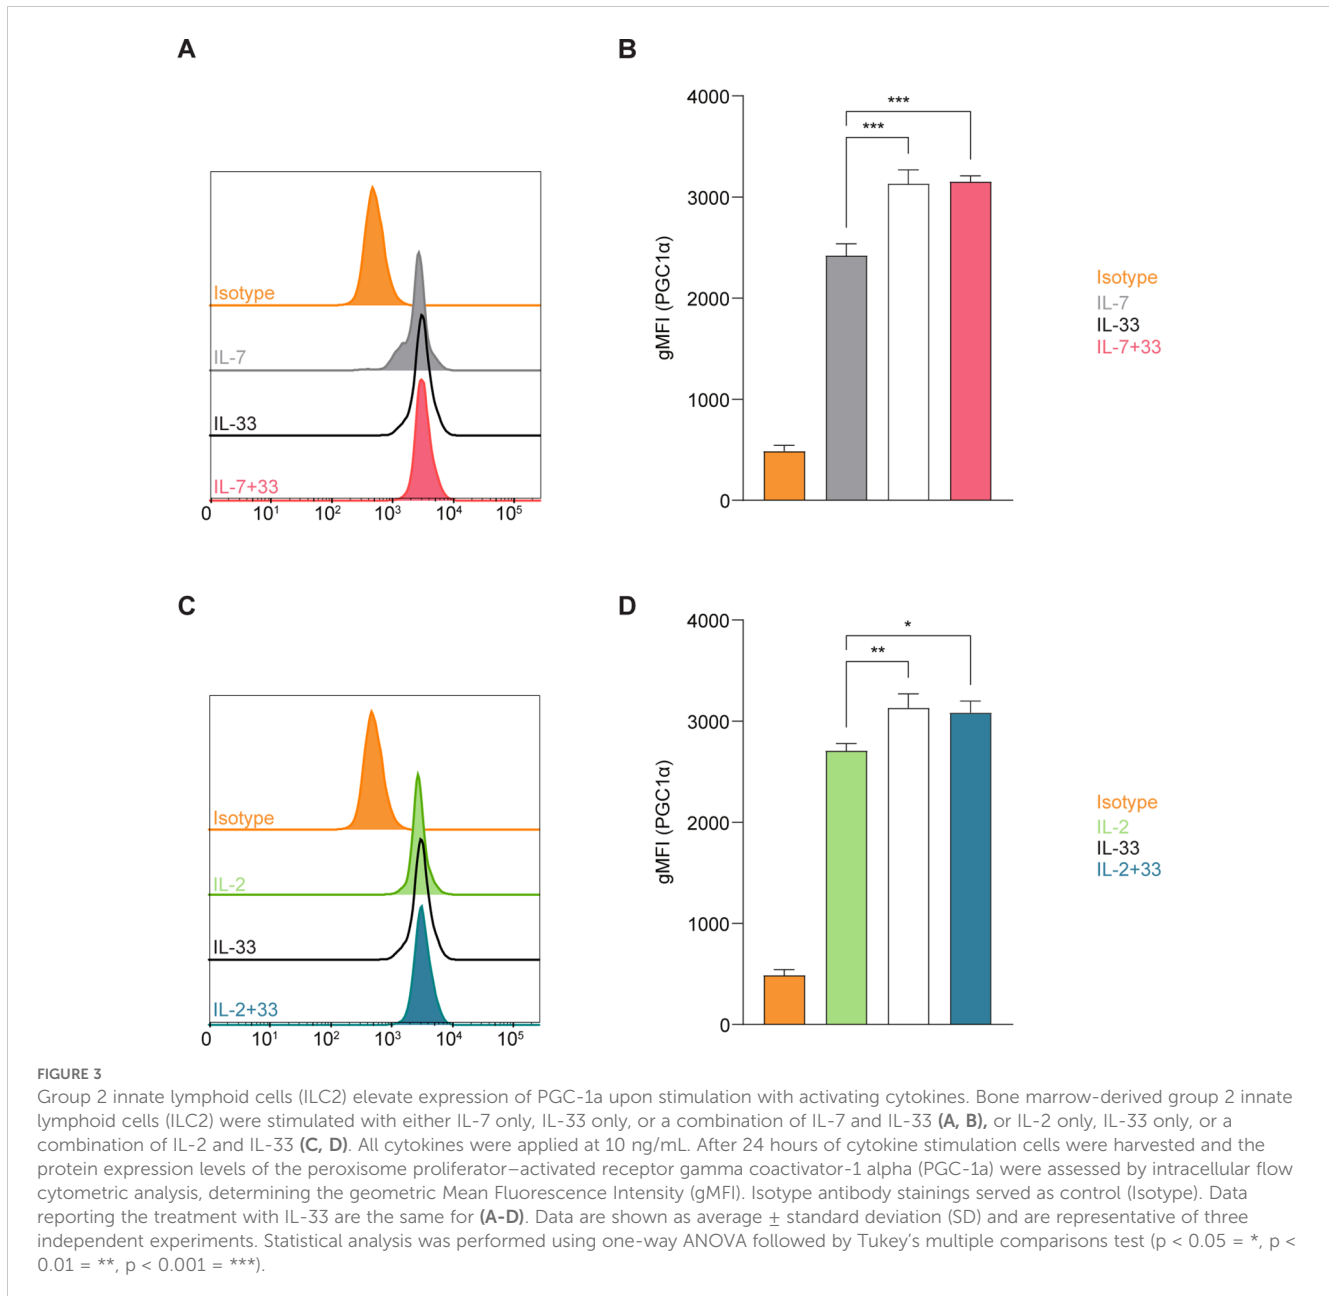 A
Isotype
IL-7
IL-33
IL-7+33
0 10¹ 10² 10³ 10⁴ 10⁵
B
gMFI (PGC1α)
4000
3000
2000
1000
0
***
***
Isotype
IL-7
IL-33
IL-7+33
C
Isotype
IL-2
IL-33
IL-2+33
0 10¹ 10² 10³ 10⁴ 10⁵
D
gMFI (PGC1α)
4000
3000
2000
1000
0
*
**
Isotype
IL-2
IL-33
IL-2+33
FIGURE 3
Group 2 innate lymphoid cells (ILC2) elevate expression of PGC-1a upon stimulation with activating cytokines. Bone marrow-derived group 2 innate
lymphoid cells (ILC2) were stimulated with either IL-7 only, IL-33 only, or a combination of IL-7 and IL-33 (A, B), or IL-2 only, IL-33 only, or a
combination of IL-2 and IL-33 (C, D). All cytokines were applied at 10 ng/mL. After 24 hours of cytokine stimulation cells were harvested and the
protein expression levels of the peroxisome proliferator–activated receptor gamma coactivator-1 alpha (PGC-1a) were assessed by intracellular flow
cytometric analysis, determining the geometric Mean Fluorescence Intensity (gMFI). Isotype antibody stainings served as control (Isotype). Data
reporting the treatment with IL-33 are the same for (A-D). Data are shown as average ± standard deviation (SD) and are representative of three
independent experiments. Statistical analysis was performed using one-way ANOVA followed by Tukey's multiple comparisons test (p < 0.05 = *, p <
0.01 = **, p < 0.001 = ***).